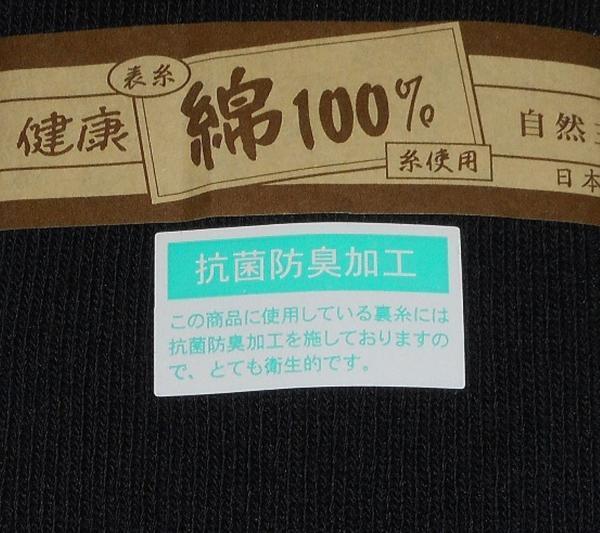 表糸
健康
綿100%
糸使用
自然
日本
抗菌防臭加工
この商品に使用している裏糸には
抗菌防臭加工を施しておりますの
で、とても衛生的です。